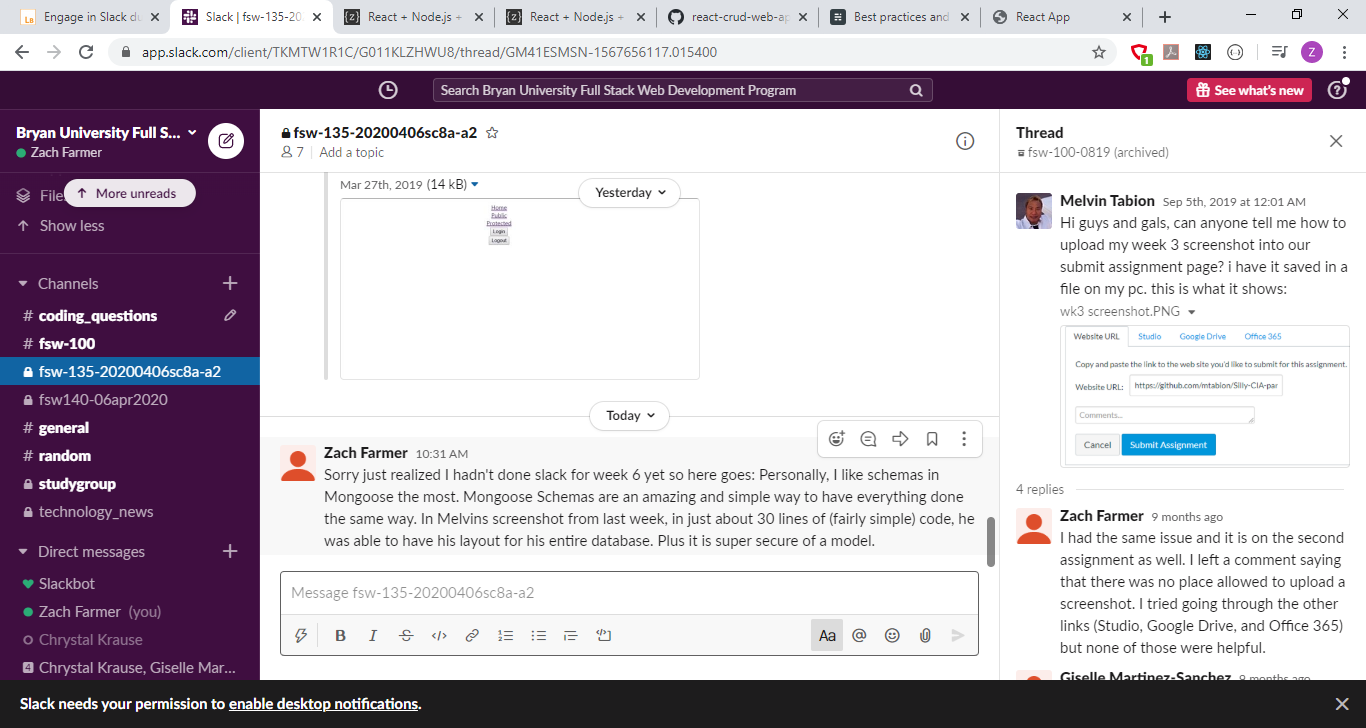 Engage in Slack du
Slack | fsw-135-20
React + Node.js +
React + Node.js +
react-crud-web-ap
Best practices and
React App
app.slack.com/client/TKMTW1R1C/G011KLZHWU8/thread/GM41ESMSN-1567656117.015400
1
Z
Search Bryan University Full Stack Web Development Program
See what's new
Bryan University Full S...
Zach Farmer
File
More unreads
Show less
Channels
# coding_questions
# fsw-100
fsw-135-20200406sc8a-a2
fsw140-06apr2020
# general
# random
studygroup
technology_news
Direct messages
Slackbot
Zach Farmer (you)
Chrystal Krause
4 Chrystal Krause, Giselle Mar...
fsw-135-20200406sc8a-a2
7 | Add a topic
Mar 27th, 2019 (14 kB)
Yesterday
Home
Public
Protected
Login
Logout
Today
Zach Farmer 10:31 AM
Sorry just realized I hadn't done slack for week 6 yet so here goes: Personally, I like schemas in
Mongoose the most. Mongoose Schemas are an amazing and simple way to have everything done
the same way. In Melvins screenshot from last week, in just about 30 lines of (fairly simple) code, he
was able to have his layout for his entire database. Plus it is super secure of a model.
Message fsw-135-20200406sc8a-a2
B I S </> Aa @
Thread
fsw-100-0819 (archived)
Melvin Tabion Sep 5th, 2019 at 12:01 AM
Hi guys and gals, can anyone tell me how to
upload my week 3 screenshot into our
submit assignment page? i have it saved in a
file on my pc. this is what it shows:
wk3 screenshot.PNG
Website URL Studio Google Drive Office 365
Copy and paste the link to the web site you'd like to submit for this assignment.
Website URL: https://github.com/mtabion/Silly-CIA-par
Comments...
Cancel Submit Assignment
4 replies
Zach Farmer 9 months ago
I had the same issue and it is on the second
assignment as well. I left a comment saying
that there was no place allowed to upload a
screenshot. I tried going through the other
links (Studio, Google Drive, and Office 365)
but none of those were helpful.
Giselle Martinez-Sanchez 9 months ago
Slack needs your permission to enable desktop notifications.